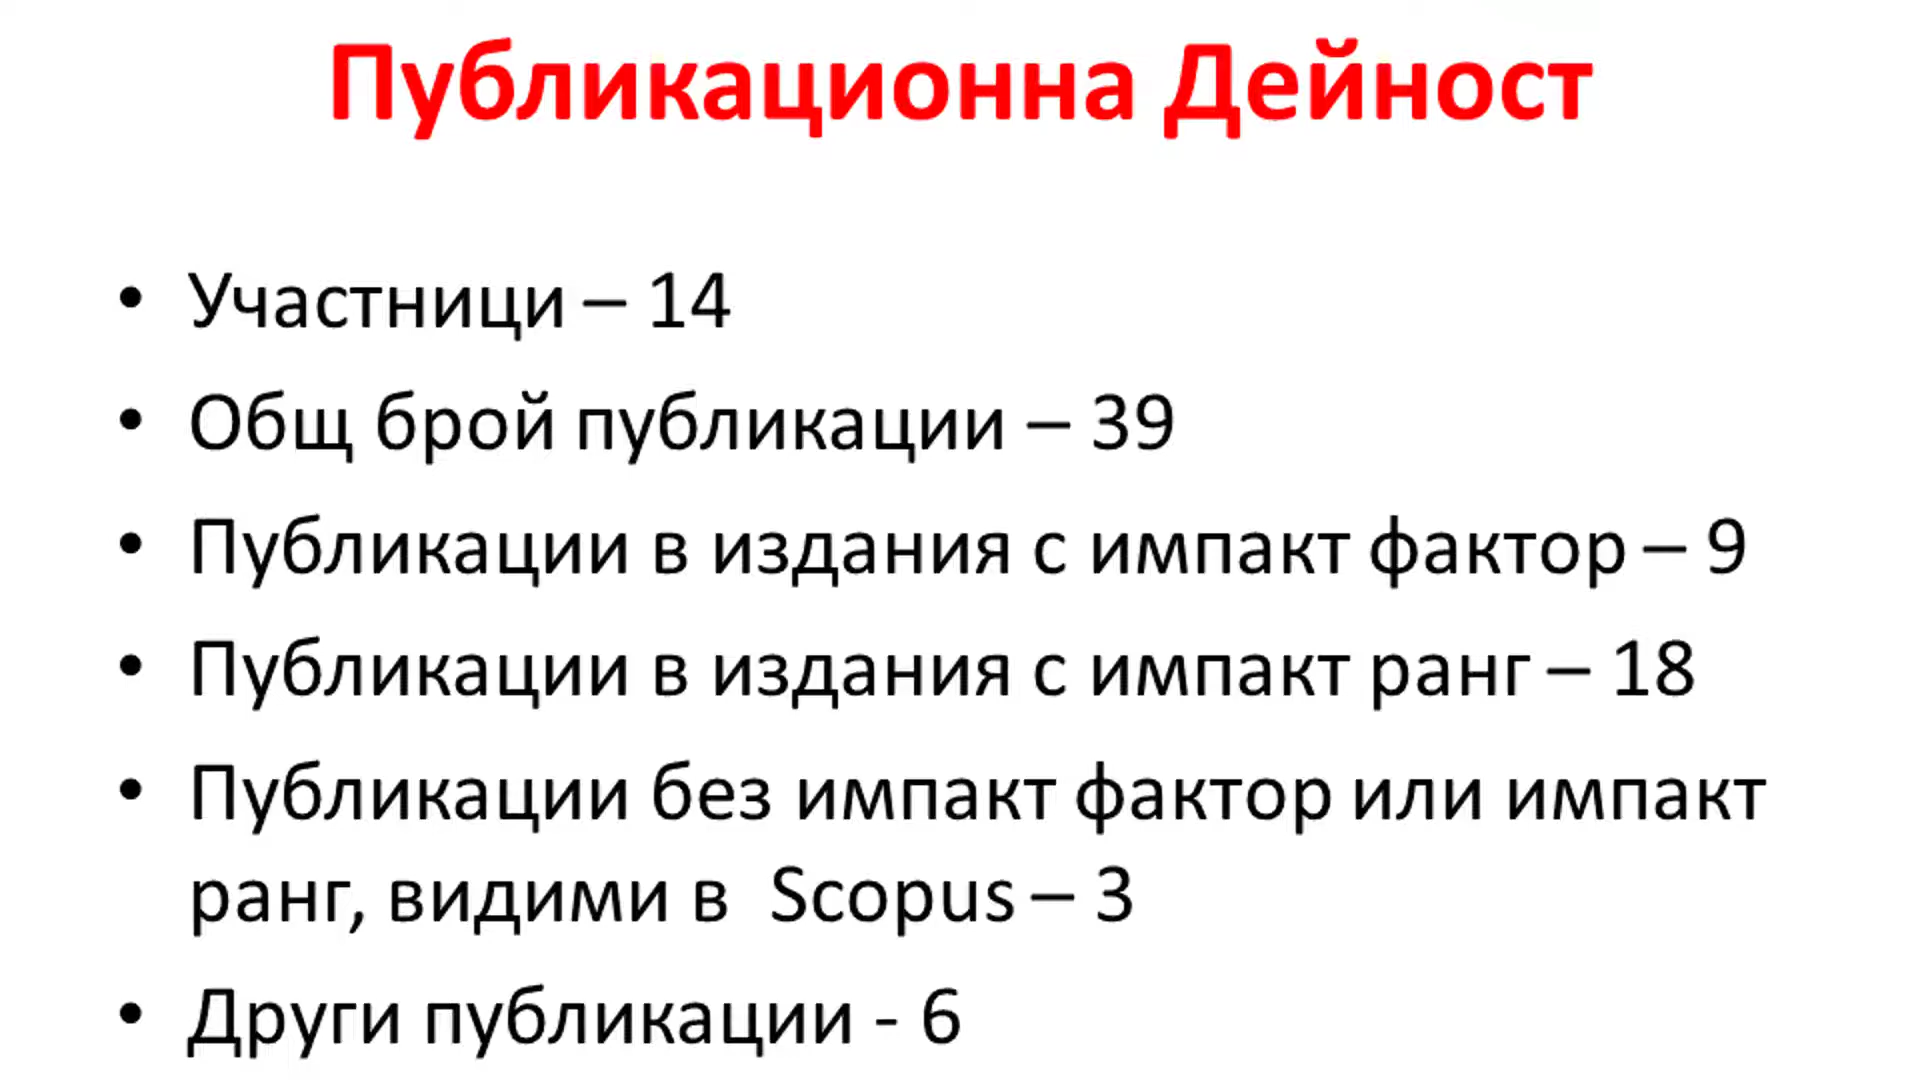 Публикационна Дейност
• Участници – 14
• Общ брой публикации – 39
• Публикации в издания с импакт фактор – 9
• Публикации в издания с импакт ранг – 18
• Публикации без импакт фактор или импакт
ранг, видими в  Scopus – 3
• Други публикации - 6